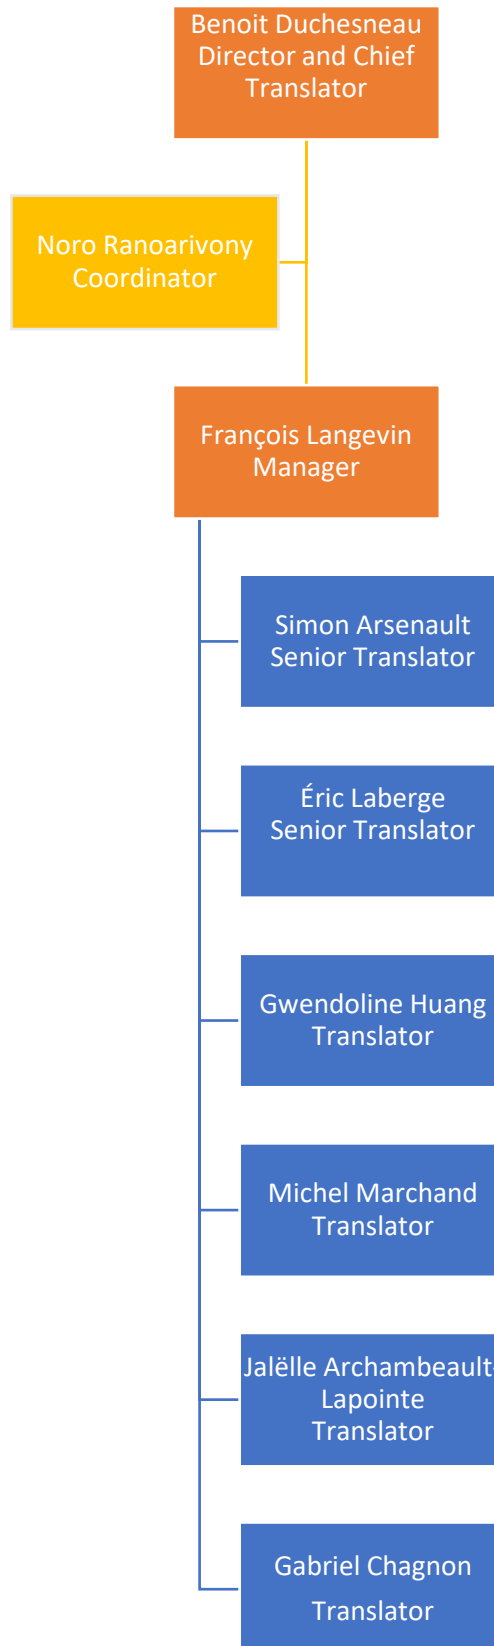 Benoit Duchesneau
Director and Chief
Translator
Noro Ranoarivony
Coordinator
François Langevin
Manager
Simon Arsenault
Senior Translator
Éric Laberge
Senior Translator
Gwendoline Huang
Translator
Michel Marchand
Translator
Jalëlle Archambeault-
Lapointe
Translator
Gabriel Chagnon
Translator